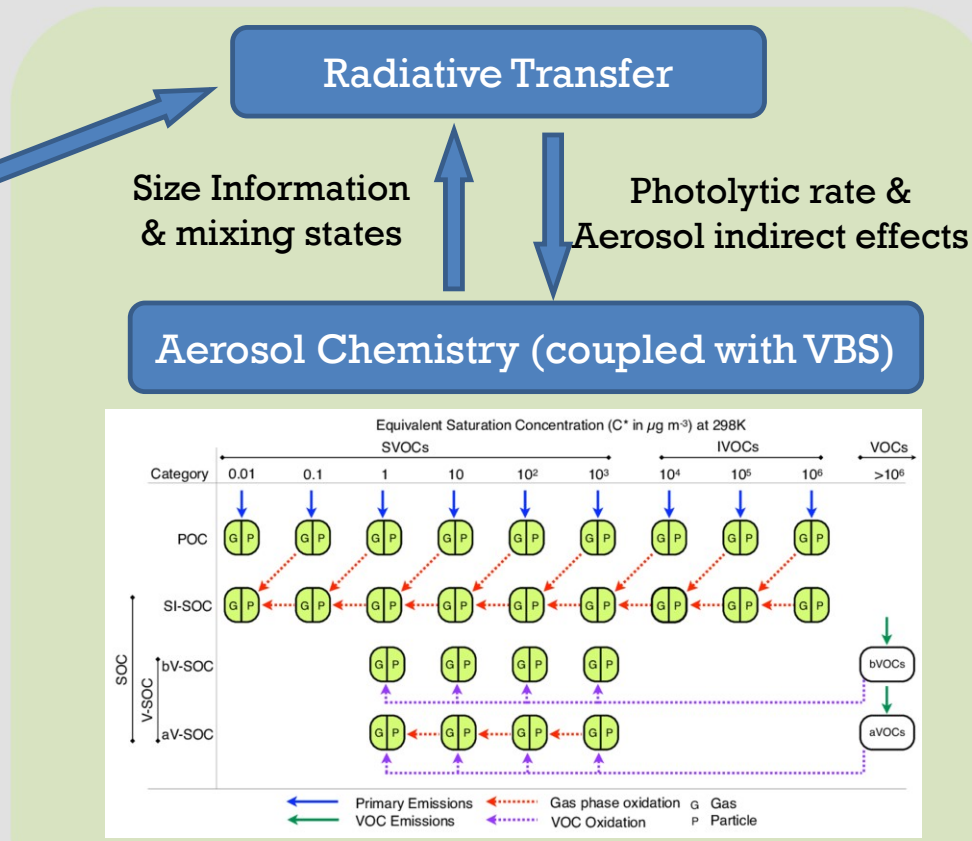 Radiative Transfer
Size Information
& mixing states
Photolytic rate &
Aerosol indirect effects
Aerosol Chemistry (coupled with VBS)
Equivalent Saturation Concentration (C* in µg m⁻³) at 298K
SVOCs IVOCs VOCs
Category 0.01 0.1 1 10 10² 10³ 10⁴ 10⁵ 10⁶ >10⁶
POC G P G P G P G P G P G P G P G P G P
SI-SOC G P G P G P G P G P G P G P G P G P
SOC
V-SOC
bV-SOC G P G P G P G P bVOCs
aV-SOC G P G P G P G P aVOCs
Primary Emissions Gas phase oxidation G Gas
VOC Emissions VOC Oxidation P Particle